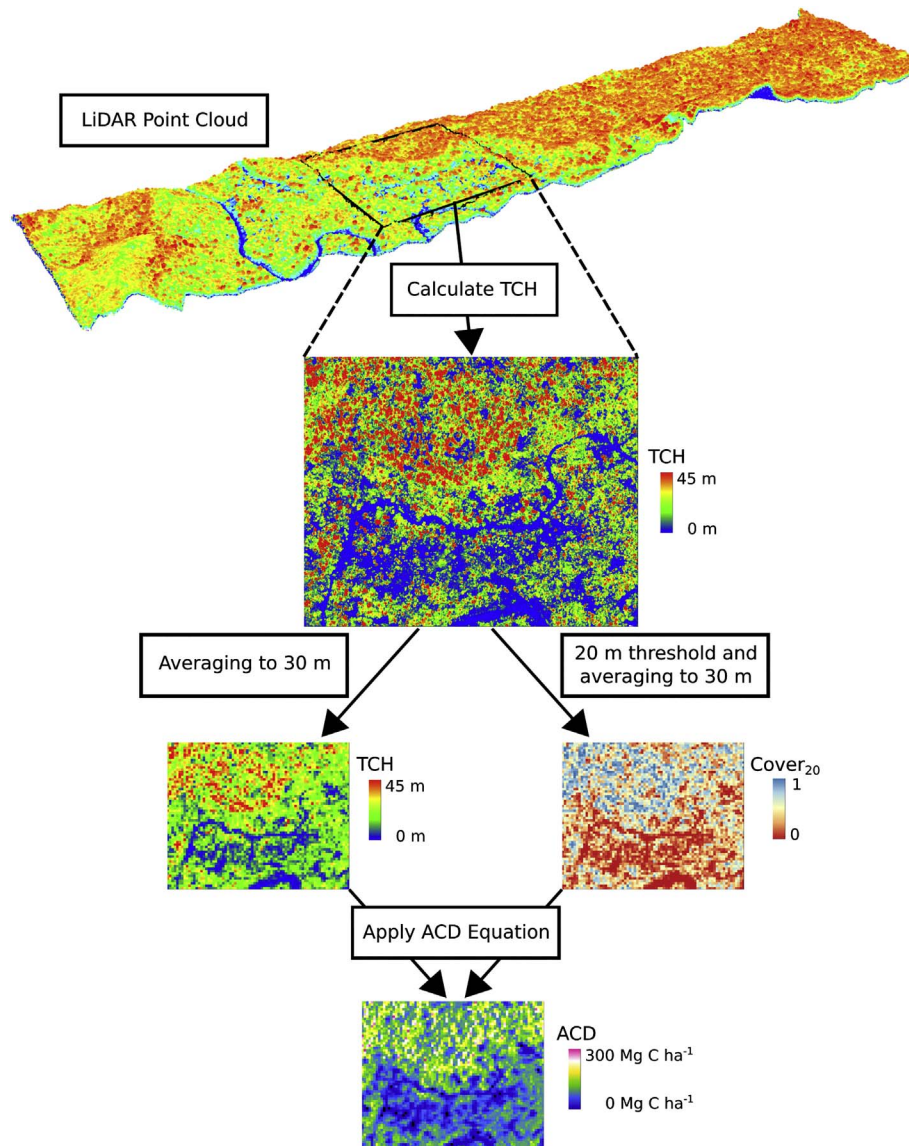 LiDAR Point Cloud
Calculate TCH
TCH
45 m
0 m
Averaging to 30 m
20 m threshold and
averaging to 30 m
TCH
45 m
0 m
Cover₂₀
1
0
Apply ACD Equation
ACD
300 Mg C ha⁻¹
0 Mg C ha⁻¹